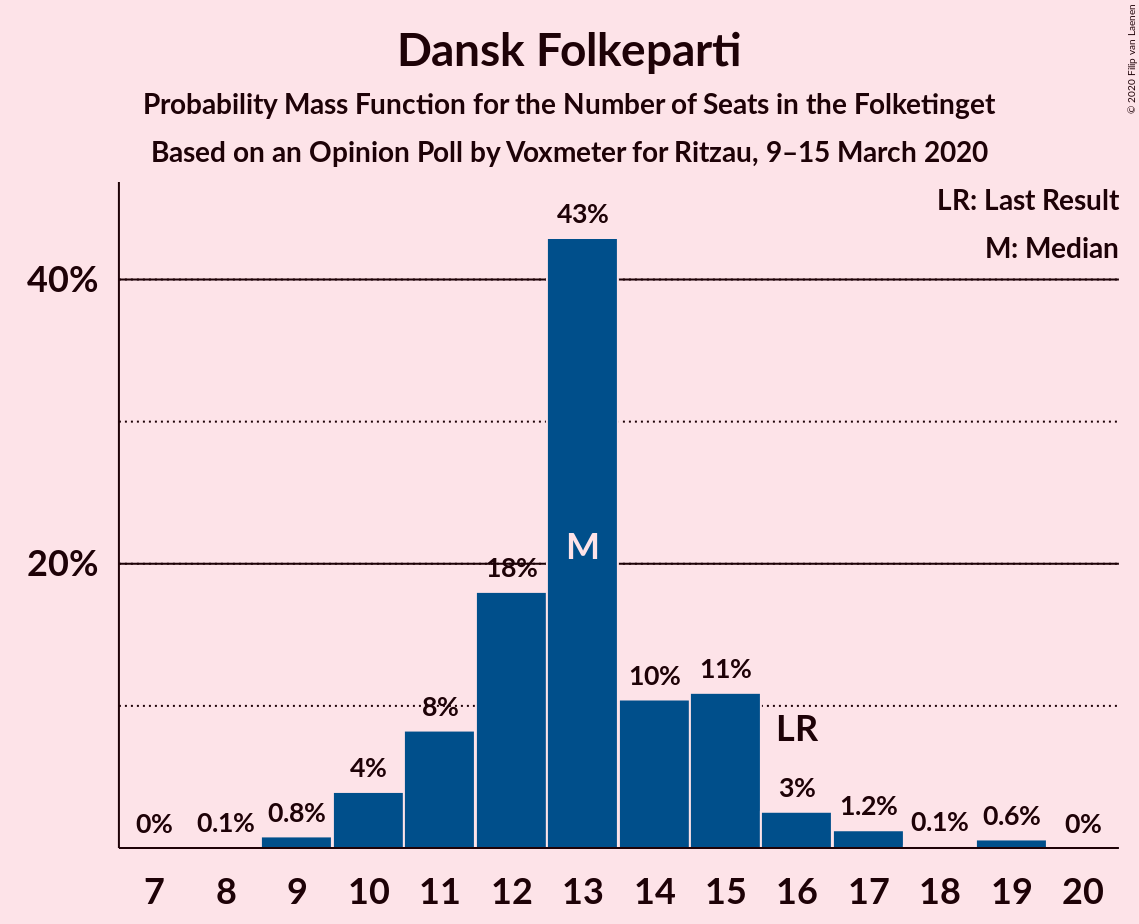 Dansk Folkeparti
Probability Mass Function for the Number of Seats in the Folketinget
Based on an Opinion Poll by Voxmeter for Ritzau, 9–15 March 2020
© 2020 Filip van Laenen
LR: Last Result
M: Median
40%
20%
0%
0.1%
0.8%
4%
8%
18%
43%
M
10%
11%
LR
3%
1.2%
0.1%
0.6%
0%
7 8 9 10 11 12 13 14 15 16 17 18 19 20